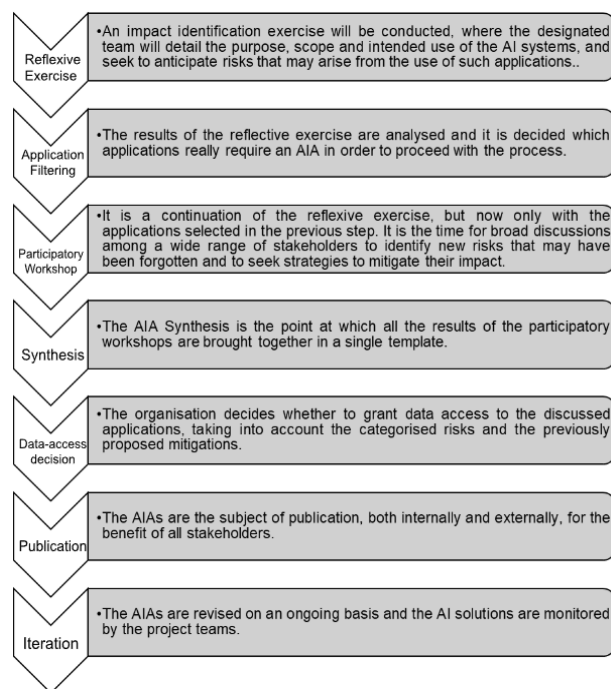 Reflexive
Exercise
•An impact identification exercise will be conducted, where the designated
team will detail the purpose, scope and intended use of the AI systems, and
seek to anticipate risks that may arise from the use of such applications..
Application
Filtering
•The results of the reflective exercise are analysed and it is decided which
applications really require an AIA in order to proceed with the process.
Participatory
Workshop
•It is a continuation of the reflexive exercise, but now only with the
applications selected in the previous step. It is the time for broad discussions
among a wide range of stakeholders to identify new risks that may have
been forgotten and to seek strategies to mitigate their impact.
Synthesis
•The AIA Synthesis is the point at which all the results of the participatory
workshops are brought together in a single template.
Data-access
decision
•The organisation decides whether to grant data access to the discussed
applications, taking into account the categorised risks and the previously
proposed mitigations.
Publication
•The AIAs are the subject of publication, both internally and externally, for the
benefit of all stakeholders.
Iteration
•The AIAs are revised on an ongoing basis and the AI solutions are monitored
by the project teams.